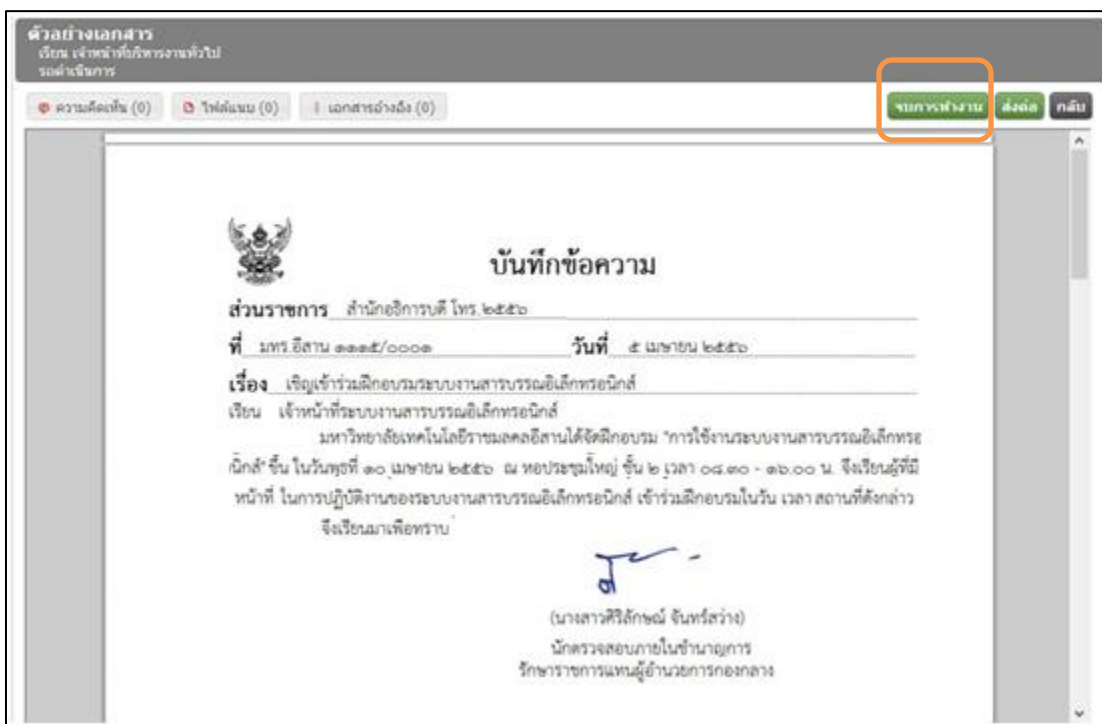 ตัวอย่างเอกสาร
เรียน เจ้าหน้าที่บริหารงานทั่วไป
รอดำเนินการ
ความคิดเห็น (0) ไฟล์แนบ (0) เอกสารอ้างอิง (0) จบการทำงาน ส่งต่อ กลับ
บันทึกข้อความ
ส่วนราชการ สำนักอธิการบดี โทร.๒๕๕๖
ที่ มทร.อีสาน ๑๑๑๕/๐๐๐๑ วันที่ ๕ เมษายน ๒๕๕๖
เรื่อง เชิญเข้าร่วมฝึกอบรมระบบงานสารบรรณอิเล็กทรอนิกส์
เรียน เจ้าหน้าที่ระบบงานสารบรรณอิเล็กทรอนิกส์
มหาวิทยาลัยเทคโนโลยีราชมลคลอีสานได้จัดฝึกอบรม "การใช้งานระบบงานสารบรรณอิเล็กทรอ
นิกส์" ขึ้น ในวันพุธที่ ๑๐ เมษายน ๒๕๕๖ ณ หอประชุมใหญ่ ชั้น ๒ เวลา ๐๘.๓๐ - ๑๖.๐๐ น. จึงเรียนผู้ที่มี
หน้าที่ ในการปฏิบัติงานของระบบงานสารบรรณอิเล็กทรอนิกส์ เข้าร่วมฝึกอบรมในวัน เวลา สถานที่ดังกล่าว
จึงเรียนมาเพื่อทราบ
(นางสาวศิริลักษณ์ จันทร์สว่าง)
นักตรวจสอบภายในชำนาญการ
รักษาราชการแทนผู้อำนวยการกองกลาง